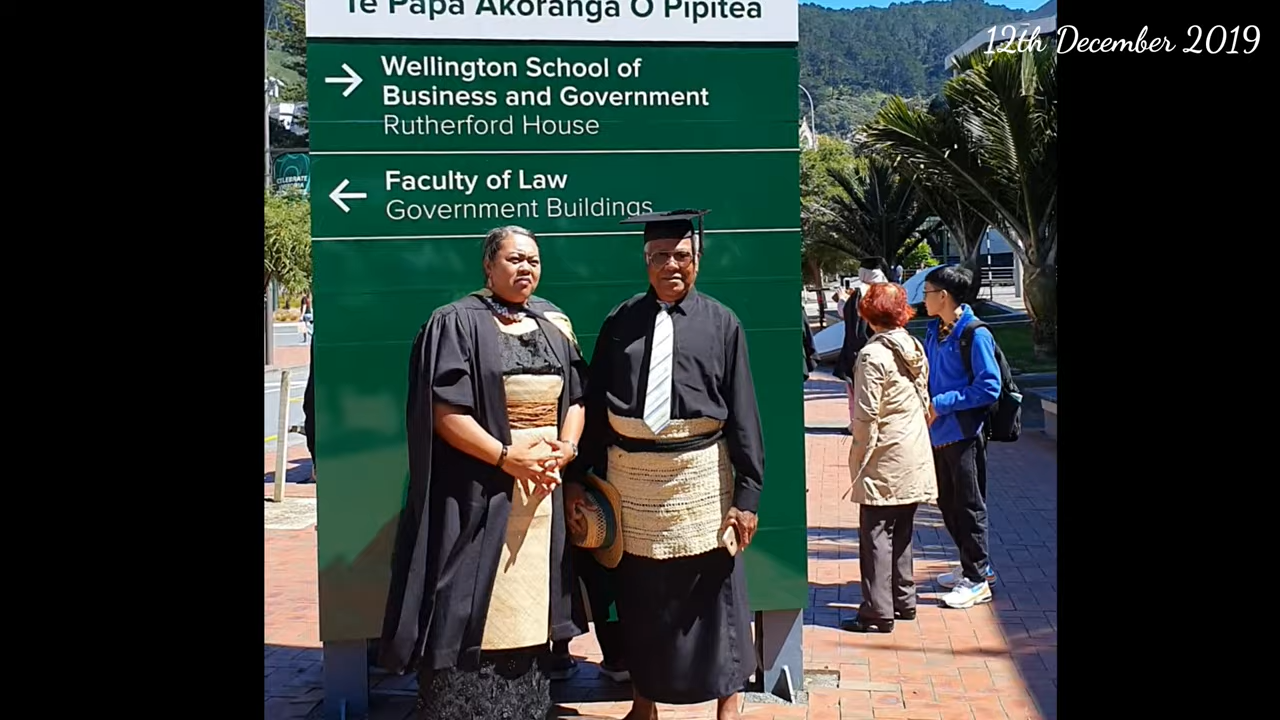 Te Papa Akoranga O Pipitea
12th December 2019
Wellington School of
Business and Government
Rutherford House
Faculty of Law
Government Buildings
CELEBRATE